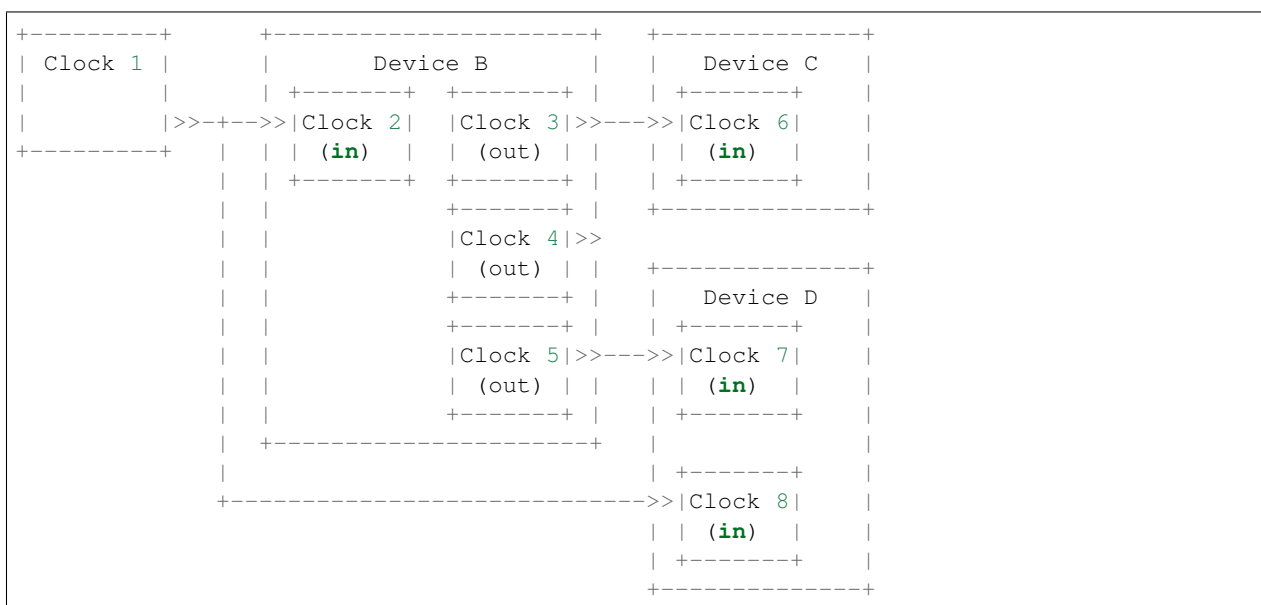 +---------+      +----------------------+   +--------------+
| Clock 1 |      |       Device B       |   |   Device C   |
|         |      | +-------+  +-------+ |   | +-------+    |
|         |>>-+-->>|Clock 2|  |Clock 3|>>--->>|Clock 6|    |
+---------+   |  | | (in)  |  | (out) | |   | | (in)  |    |
              |  | +-------+  +-------+ |   | +-------+    |
              |  |            +-------+ |   +--------------+
              |  |            |Clock 4|>>
              |  |            | (out) | |   +--------------+
              |  |            +-------+ |   |   Device D   |
              |  |            +-------+ |   | +-------+    |
              |  |            |Clock 5|>>--->>|Clock 7|    |
              |  |            | (out) | |   | | (in)  |    |
              |  |            +-------+ |   | +-------+    |
              |  +----------------------+   |              |
              |                             | +-------+    |
              +----------------------------->>|Clock 8|    |
                                            | | (in)  |    |
                                            | +-------+    |
                                            +--------------+